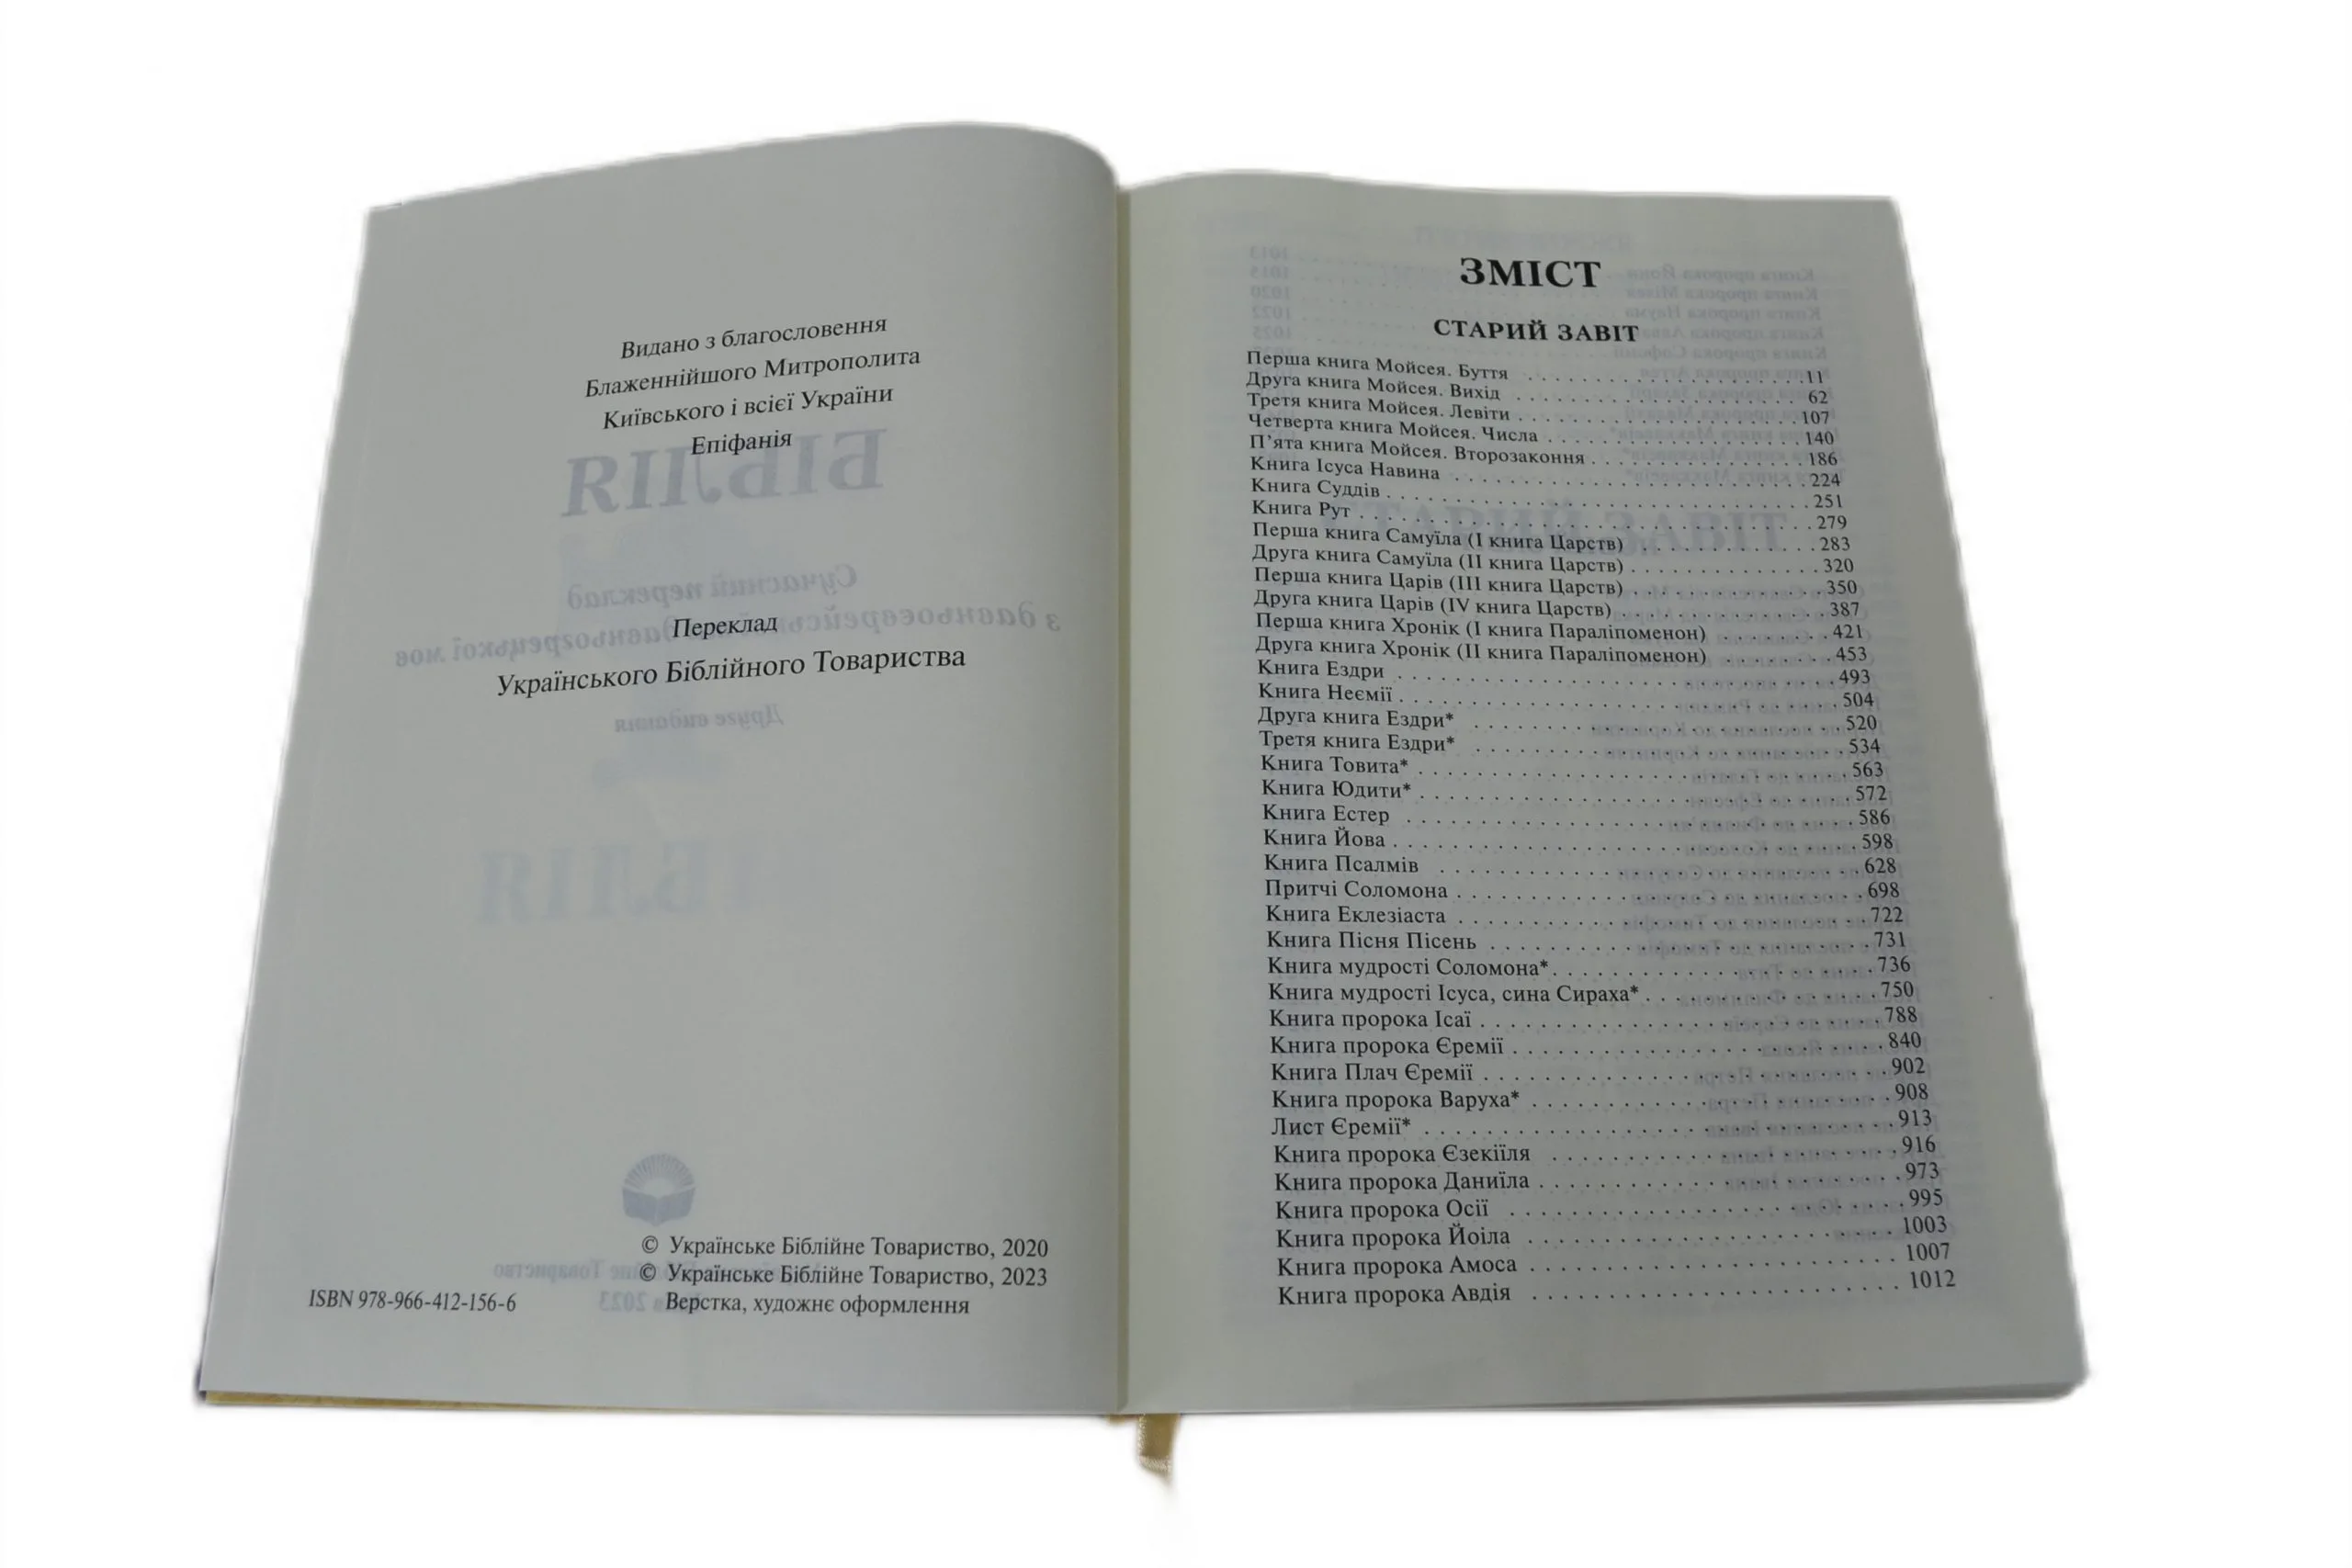 Видано з благословення
Блаженнійшого Митрополита
Київського і всієї України
Епіфанія
БІБЛІЯ
Сучасний переклад
з давньоєврейської та давньогрецької мов
Переклад
Українського Біблійного Товариства
Друге видання
© Українське Біблійне Товариство, 2020
© Українське Біблійне Товариство, 2023
ISBN 978-966-412-156-6 Верстка, художнє оформлення
ЗМІСТ
СТАРИЙ ЗАВІТ
Перша книга Мойсея. Буття . . . . . 11
Друга книга Мойсея. Вихід . . . . . 62
Третя книга Мойсея. Левіти . . . . . 107
Четверта книга Мойсея. Числа . . . . . 140
П’ята книга Мойсея. Второзаконня . . . . . 186
Книга Ісуса Навина . . . . . 224
Книга Суддів . . . . . 251
Книга Рут . . . . . 279
Перша книга Самуїла (І книга Царств) . . . . . 283
Друга книга Самуїла (ІІ книга Царств) . . . . . 320
Перша книга Царів (ІІІ книга Царств) . . . . . 350
Друга книга Царів (IV книга Царств) . . . . . 387
Перша книга Хронік (І книга Параліпоменон) . . . . . 421
Друга книга Хронік (ІІ книга Параліпоменон) . . . . . 453
Книга Ездри . . . . . 493
Книга Неємії . . . . . 504
Друга книга Ездри* . . . . . 520
Третя книга Ездри* . . . . . 534
Книга Товита* . . . . . 563
Книга Юдити* . . . . . 572
Книга Естер . . . . . 586
Книга Йова . . . . . 598
Книга Псалмів . . . . . 628
Притчі Соломона . . . . . 698
Книга Еклезіаста . . . . . 722
Книга Пісня Пісень . . . . . 731
Книга мудрості Соломона* . . . . . 736
Книга мудрості Ісуса, сина Сираха* . . . . . 750
Книга пророка Ісаї . . . . . 788
Книга пророка Єремії . . . . . 840
Книга Плач Єремії . . . . . 902
Книга пророка Варуха* . . . . . 908
Лист Єремії* . . . . . 913
Книга пророка Єзекіїля . . . . . 916
Книга пророка Даниїла . . . . . 973
Книга пророка Осії . . . . . 995
Книга пророка Йоіла . . . . . 1003
Книга пророка Амоса . . . . . 1007
Книга пророка Авдія . . . . . 1012